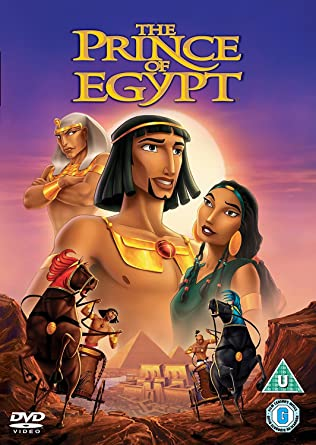 THE
PRINCE
OF
EGYPT
U
DVD
VIDEO
G